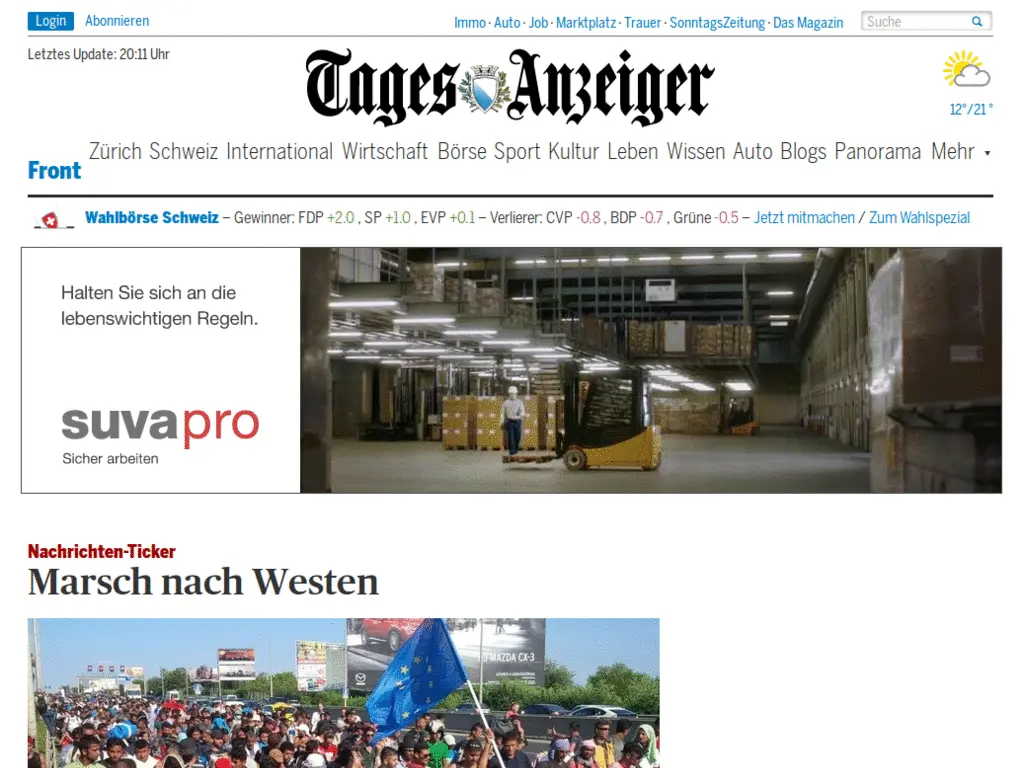 Login Abonnieren
Immo · Auto · Job · Marktplatz · Trauer · SonntagsZeitung · Das Magazin
Suche
Letztes Update: 20:11 Uhr
Tages Anzeiger
12°/21°
Front Zürich Schweiz International Wirtschaft Börse Sport Kultur Leben Wissen Auto Blogs Panorama Mehr
Wahlbörse Schweiz – Gewinner: FDP +2.0 , SP +1.0 , EVP +0.1 – Verlierer: CVP -0.8 , BDP -0.7 , Grüne -0.5 – Jetzt mitmachen / Zum Wahlspezial
Halten Sie sich an die
lebenswichtigen Regeln.
suvapro
Sicher arbeiten
Nachrichten-Ticker
Marsch nach Westen
MAZDA CX-3